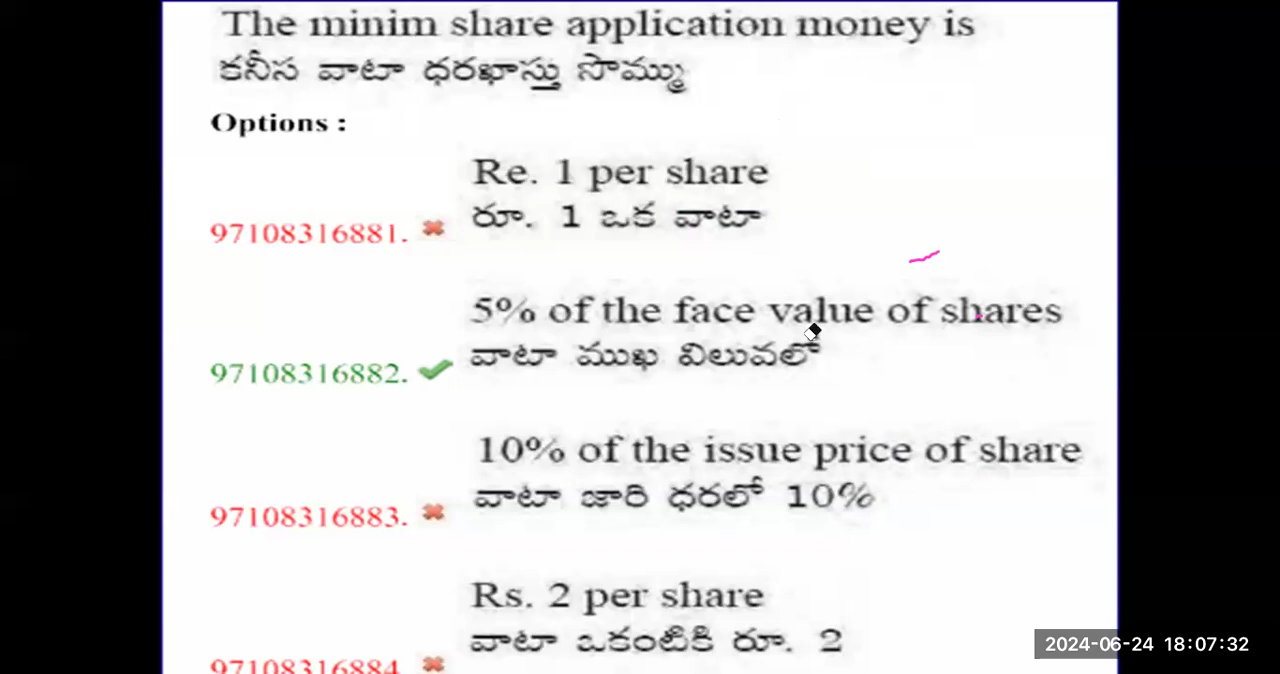 The minim share application money is
కనీస వాటా ధరఖాస్తు సొమ్ము
Options :
Re. 1 per share
రూ. 1 ఒక వాటా
97108316881.
5% of the face value of shares
వాటా ముఖ విలువలో
97108316882.
10% of the issue price of share
వాటా జారి ధరలో 10%
97108316883.
Rs. 2 per share
వాటా ఒకంటికి రూ. 2
97108316884
2024-06-24 18:07:32